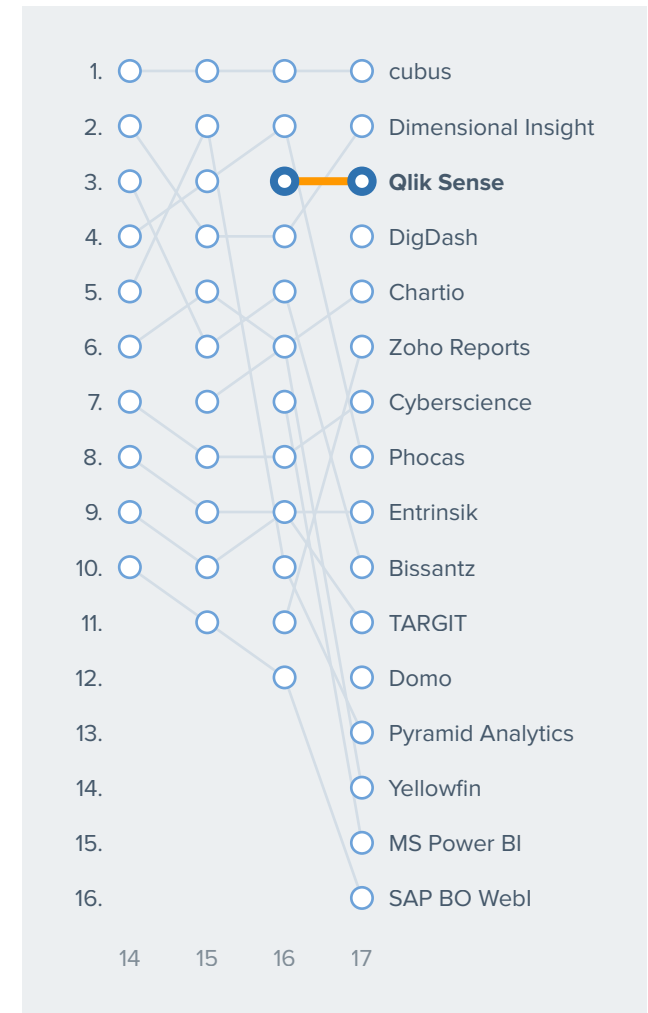 1. cubus
2. Dimensional Insight
3. Qlik Sense
4. DigDash
5. Chartio
6. Zoho Reports
7. Cyberscience
8. Phocas
9. Entrinsik
10. Bissantz
11. TARGIT
12. Domo
13. Pyramid Analytics
14. Yellowfin
15. MS Power BI
16. SAP BO WebI
14 15 16 17